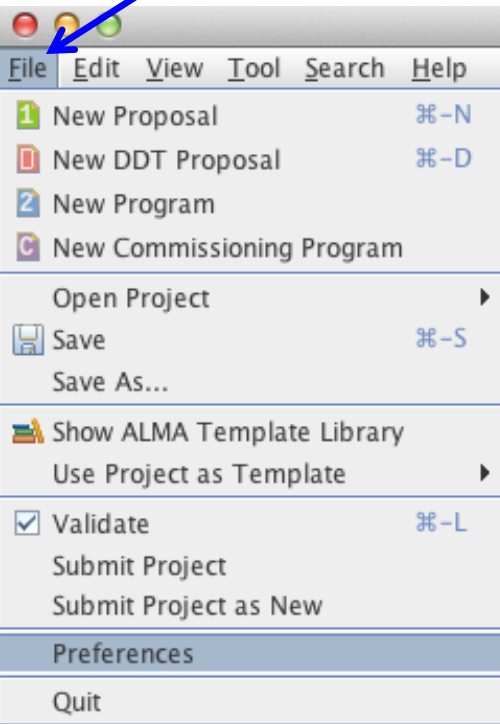 File Edit View Tool Search Help
1 New Proposal ⌘-N
D New DDT Proposal ⌘-D
2 New Program
C New Commissioning Program
Open Project
Save ⌘-S
Save As...
Show ALMA Template Library
Use Project as Template
Validate ⌘-L
Submit Project
Submit Project as New
Preferences
Quit